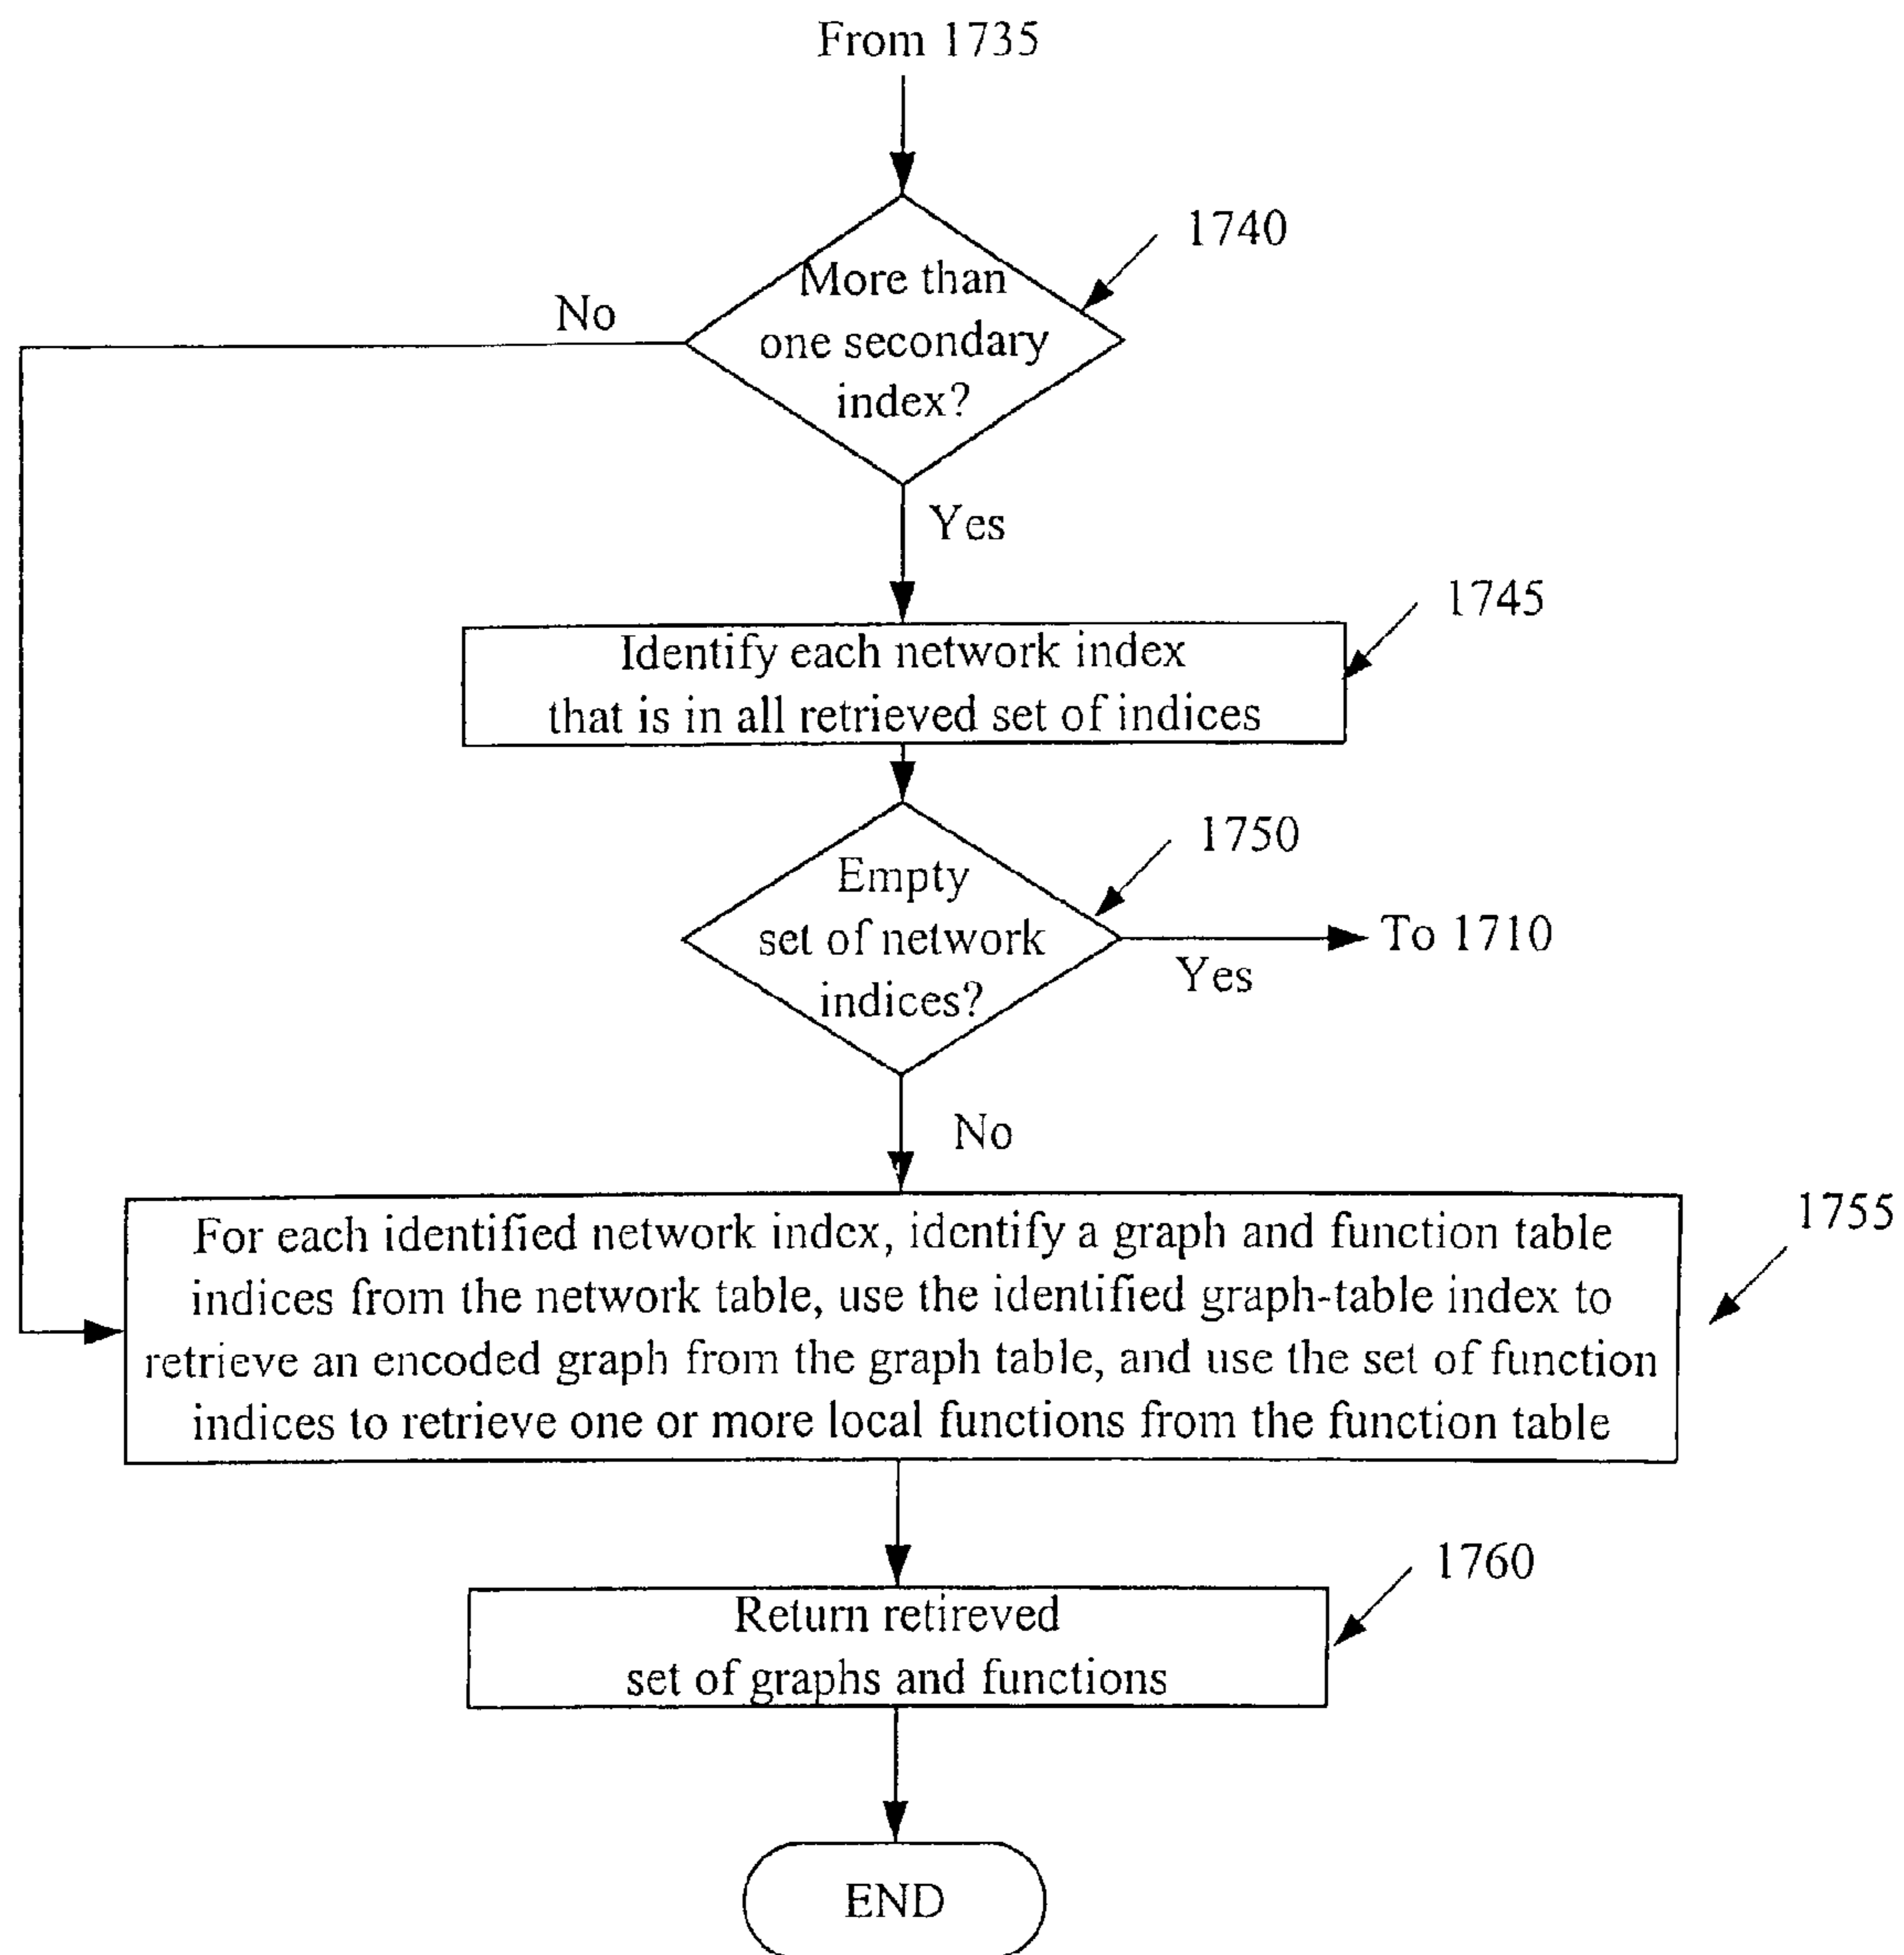 From 1735
1740
More than
one secondary
index?
No
Yes
1745
Identify each network index
that is in all retrieved set of indices
1750
Empty
set of network
indices?
To 1710
Yes
No
1755
For each identified network index, identify a graph and function table
indices from the network table, use the identified graph-table index to
retrieve an encoded graph from the graph table, and use the set of function
indices to retrieve one or more local functions from the function table
1760
Return retireved
set of graphs and functions
END